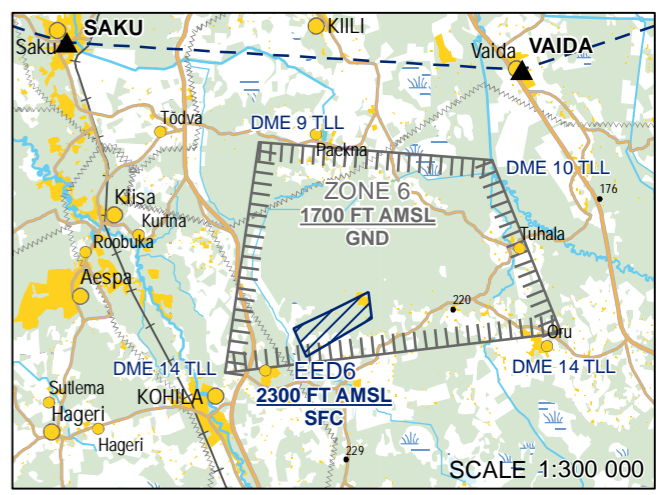 SAKU
KIILI
Saku
Vaida
VAIDA
Tõdva
DME 9 TLL
Paekna
DME 10 TLL
ZONE 6
1700 FT AMSL
GND
176
Kiisa
Kurtna
Tuhala
Roobuka
Aespa
220
Oru
DME 14 TLL
EED6
DME 14 TLL
Sutlema
KOHILA
2300 FT AMSL
SFC
Hageri
Hageri
229
SCALE 1:300 000